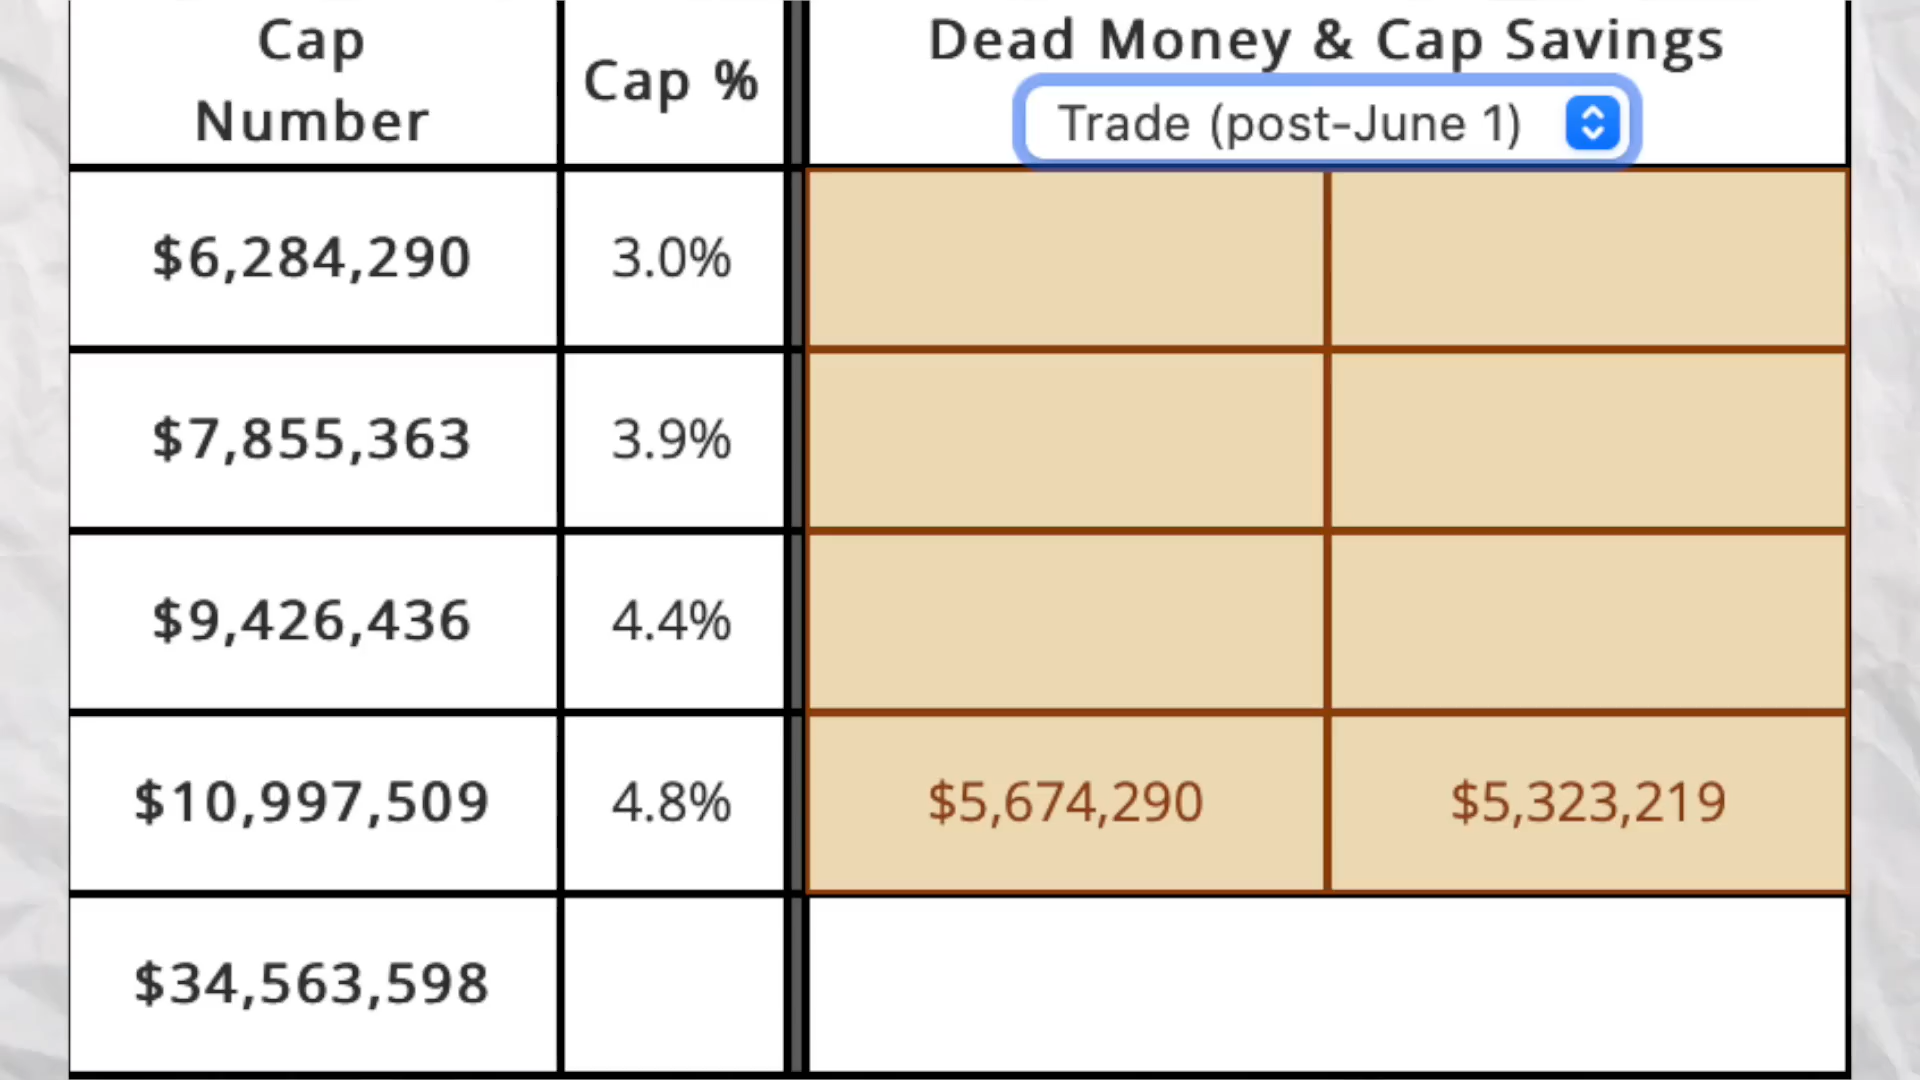 Cap
Number
Cap %
Dead Money & Cap Savings
Trade (post-June 1)
$6,284,290 3.0%
$7,855,363 3.9%
$9,426,436 4.4%
$10,997,509 4.8% $5,674,290 $5,323,219
$34,563,598